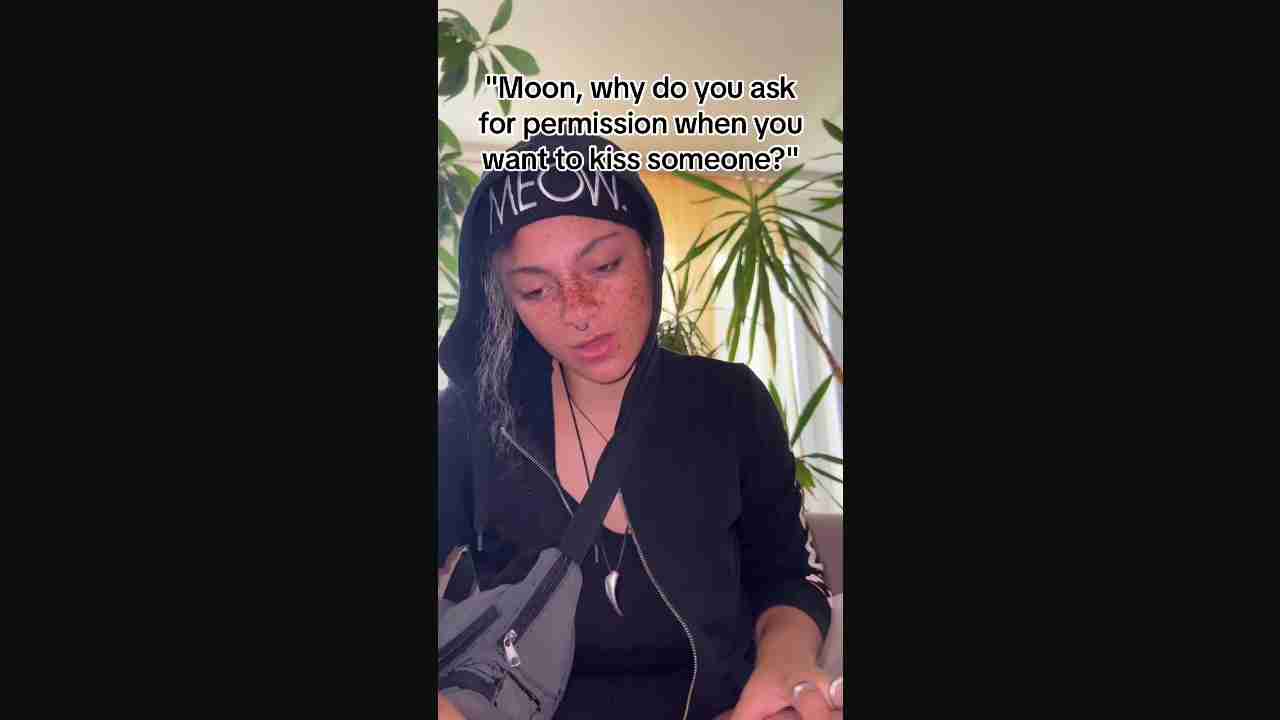 "Moon, why do you ask
for permission when you
want to kiss someone?"
MEOW.